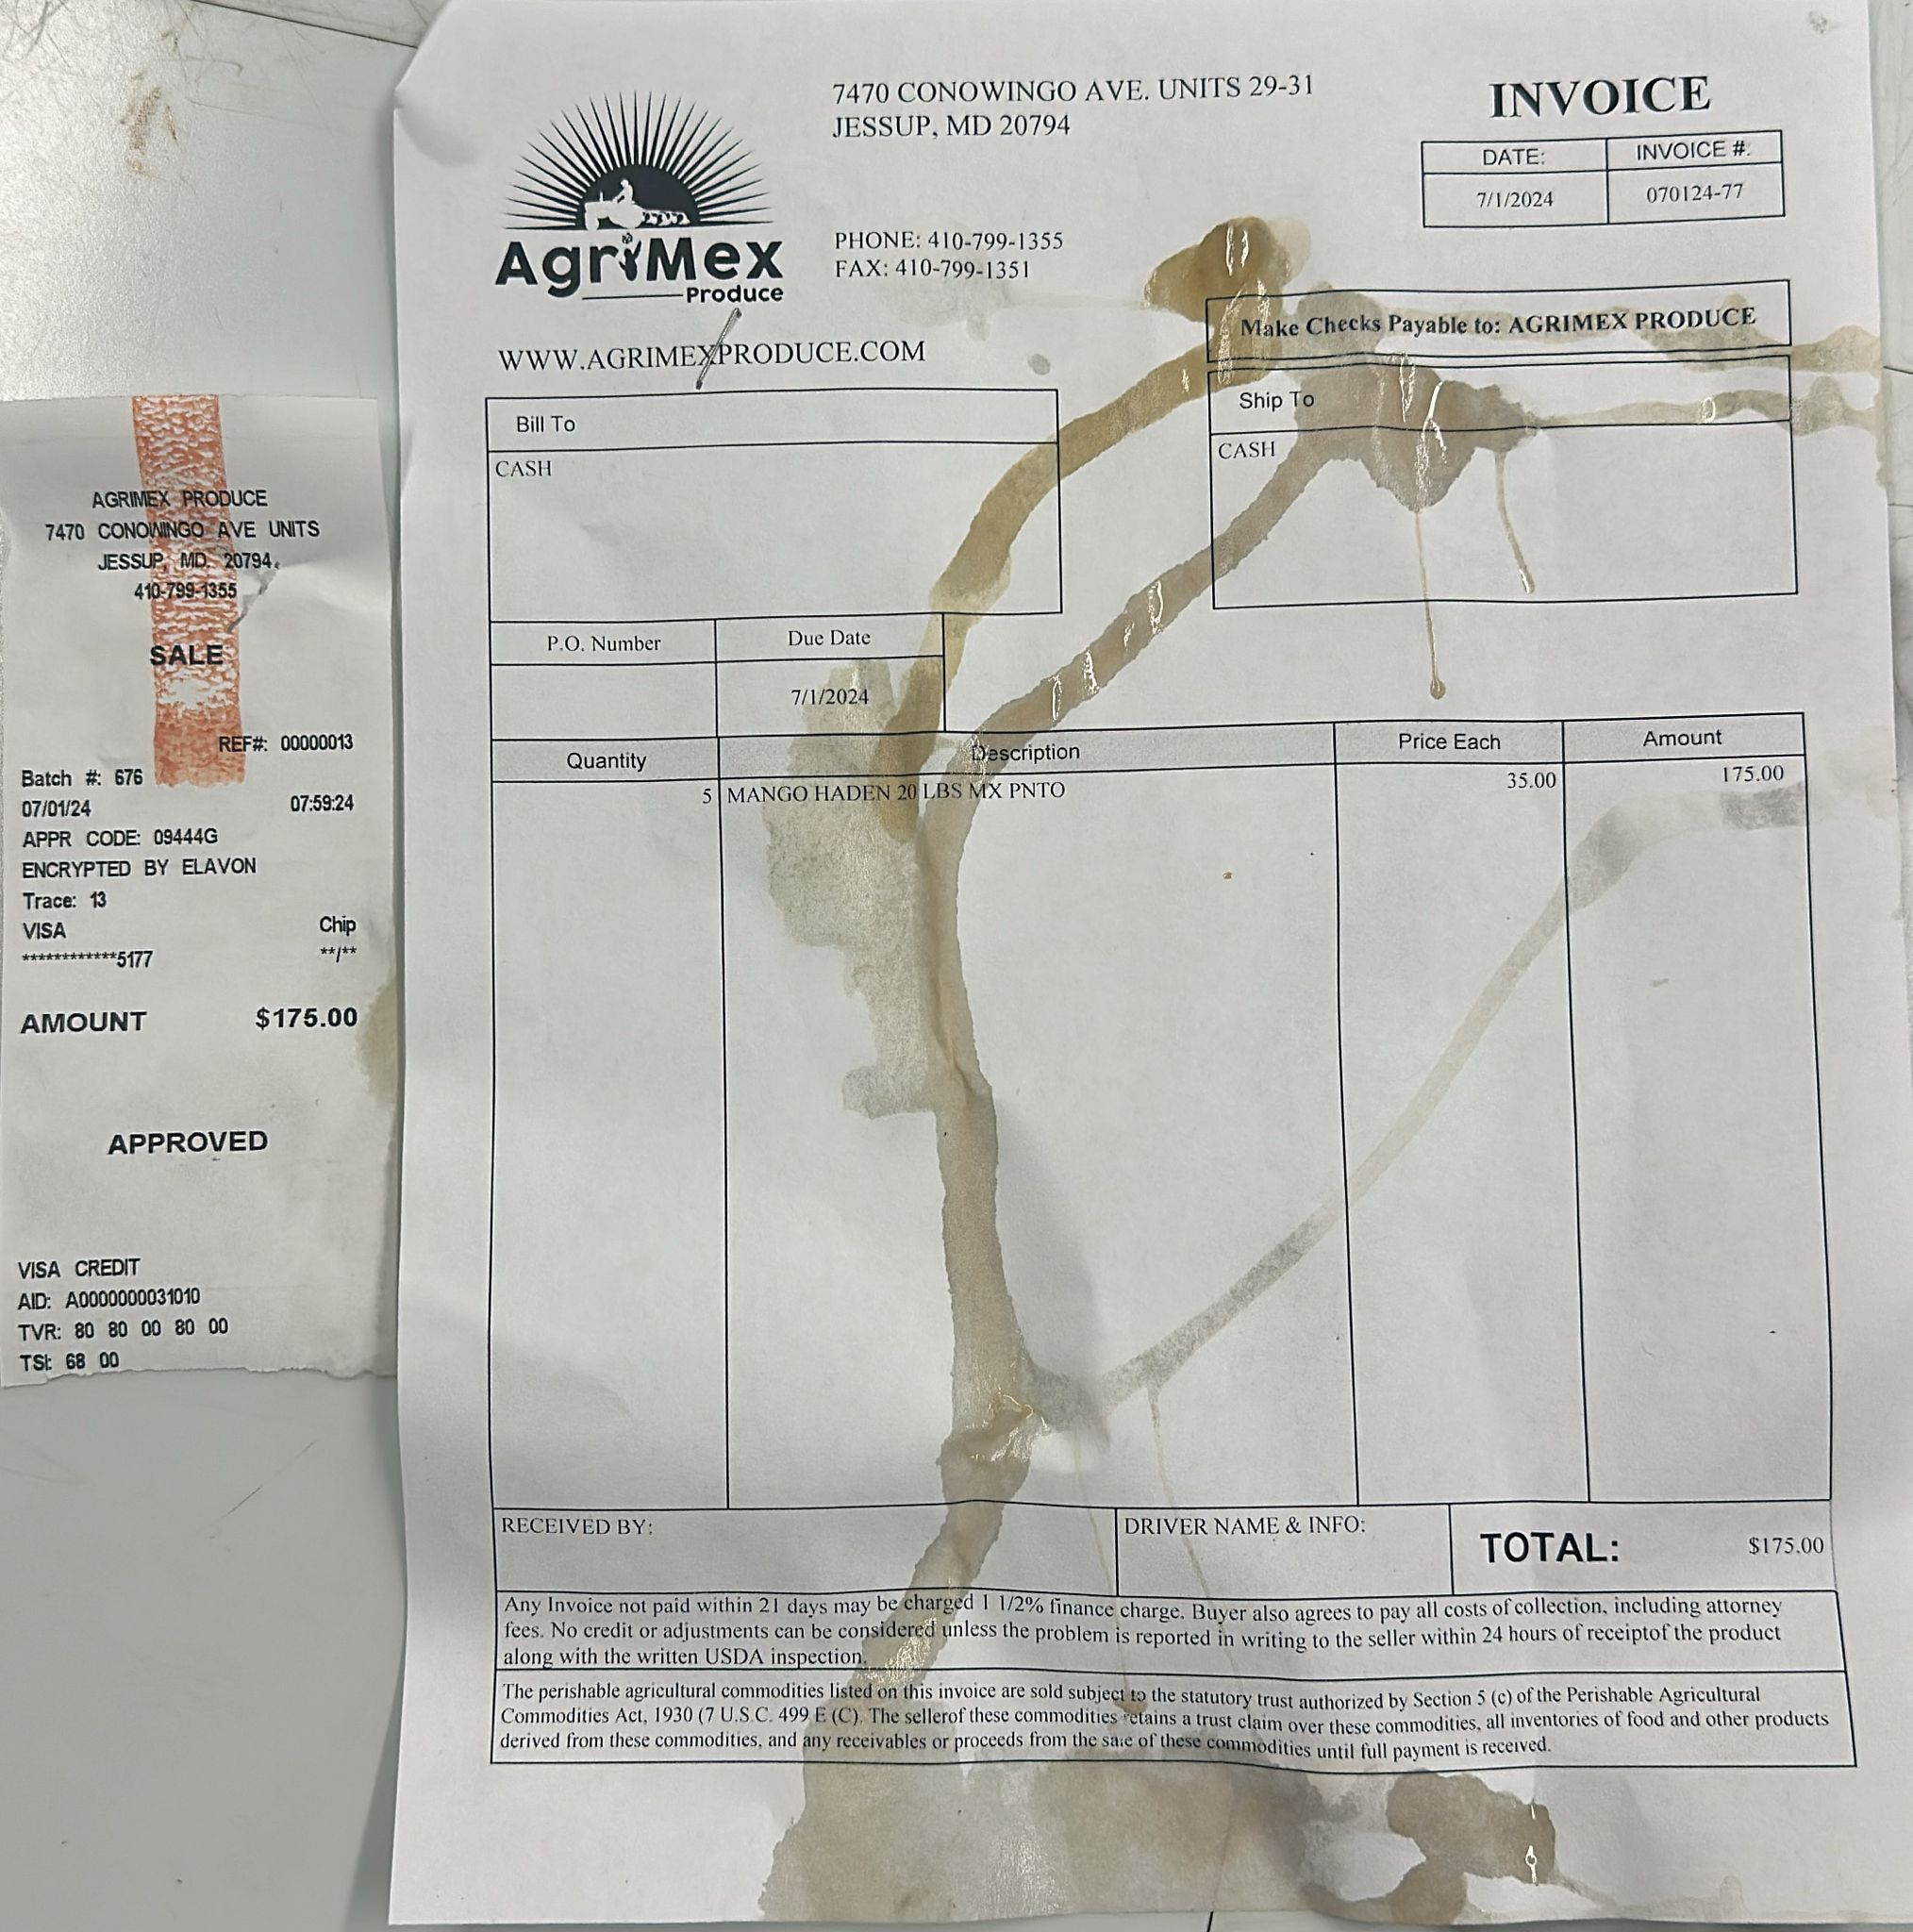 AGRIMEX PRODUCE
7470 CONOWINGO AVE UNITS
JESSUP, MD. 20794
410-799-1355
SALE
REF#: 00000013
Batch #: 676
07/01/24 07:59:24
APPR CODE: 09444G
ENCRYPTED BY ELAVON
Trace: 13
VISA Chip
************5177 **/**
AMOUNT $175.00
APPROVED
VISA CREDIT
AID: A0000000031010
TVR: 80 80 00 80 00
TSI: 68 00
AgriMex
Produce
WWW.AGRIMEXPRODUCE.COM
7470 CONOWINGO AVE. UNITS 29-31
JESSUP, MD 20794
PHONE: 410-799-1355
FAX: 410-799-1351
INVOICE
DATE: INVOICE #:
7/1/2024 070124-77
Make Checks Payable to: AGRIMEX PRODUCE
Bill To
CASH
Ship To
CASH
P.O. Number Due Date
7/1/2024
Quantity Description Price Each Amount
5 MANGO HADEN 20 LBS MX PNTO 35.00 175.00
RECEIVED BY: DRIVER NAME & INFO: TOTAL: $175.00
Any Invoice not paid within 21 days may be charged 1 1/2% finance charge. Buyer also agrees to pay all costs of collection, including attorney
fees. No credit or adjustments can be considered unless the problem is reported in writing to the seller within 24 hours of receiptof the product
along with the written USDA inspection.
The perishable agricultural commodities listed on this invoice are sold subject to the statutory trust authorized by Section 5 (c) of the Perishable Agricultural
Commodities Act, 1930 (7 U.S.C. 499 E (C). The sellerof these commodities retains a trust claim over these commodities, all inventories of food and other products
derived from these commodities, and any receivables or proceeds from the sale of these commodities until full payment is received.